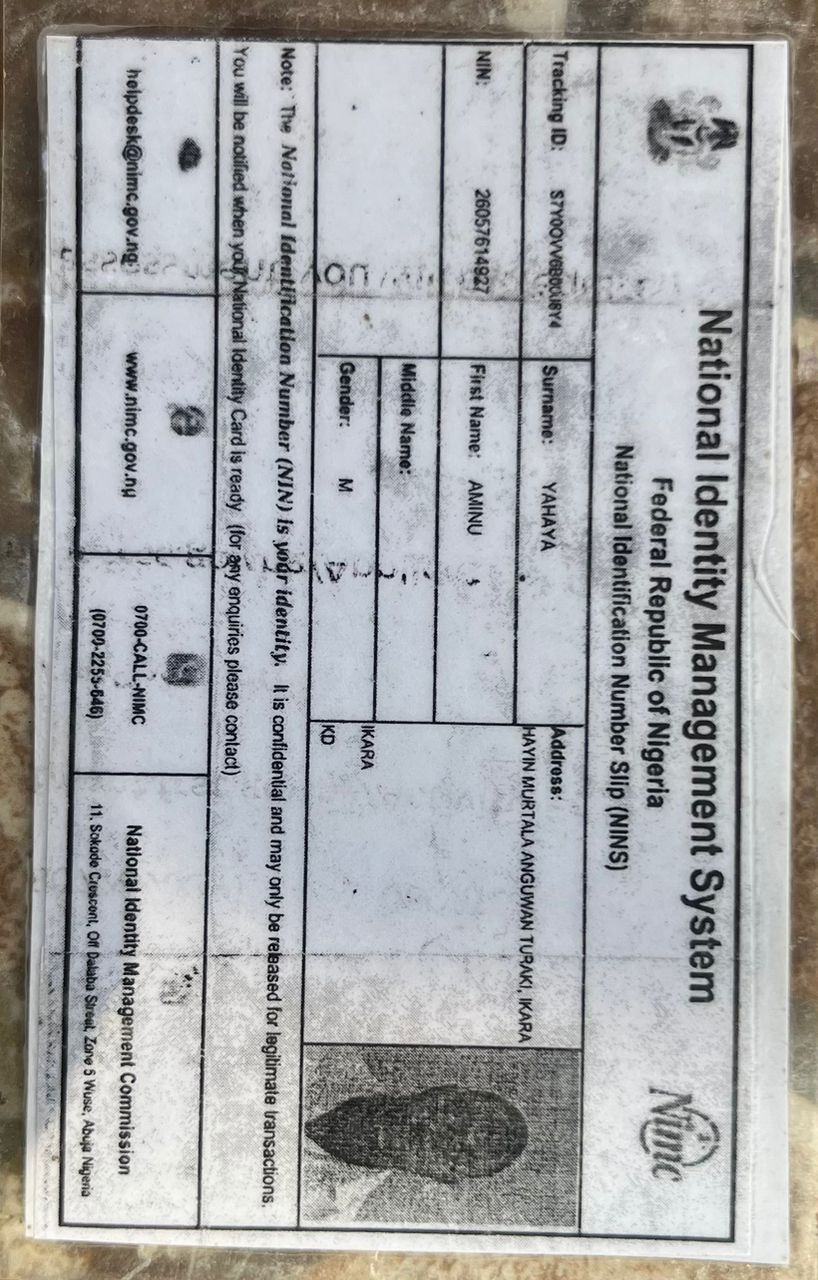 National Identity Management System
Federal Republic of Nigeria
National Identification Number Slip (NINS)
Nimc
Tracking ID:
Surname: YAHAYA
Address:
HAYIN MURTALA ANGUWAN TURAKI, IKARA
NIN: 26057614927
First Name: AMINU
Middle Name:
IKARA
Gender: M
KD
Note: The National Identification Number (NIN) is your identity. It is confidential and may only be released for legitimate transactions.
You will be notified when your National Identity Card is ready (for any enquiries please contact)
helpdesk@nimc.gov.ng
www.nimc.gov.ng
0700-CALL-NIMC
(0700-2255-646)
National Identity Management Commission
11, Sokode Crescent, Off Dalaba Street, Zone 5 Wuse, Abuja Nigeria